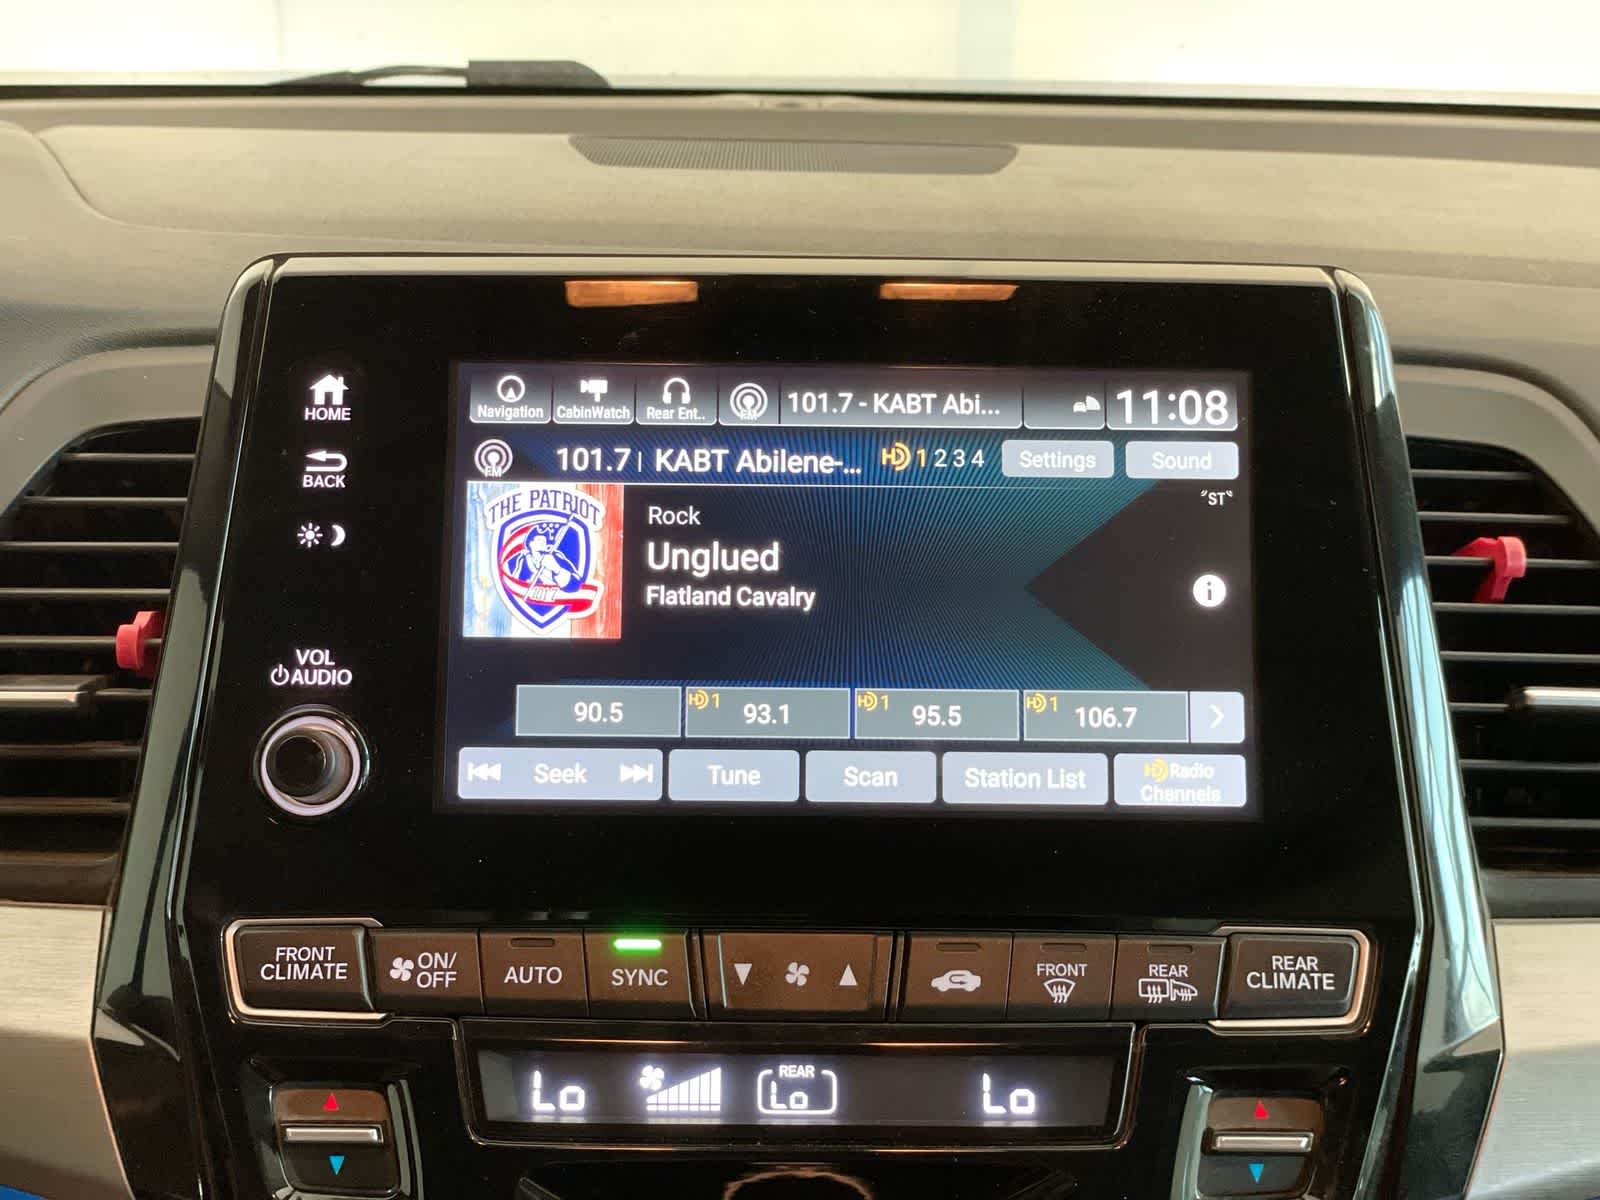 HOME
BACK
VOL
AUDIO
Navigation
CabinWatch
Rear Ent..
FM
101.7 - KABT Abi...
11:08
FM
101.7 | KABT Abilene-...
HD 1 2 3 4
Settings
Sound
"ST"
THE PATRIOT
101.7
Rock
Unglued
Flatland Cavalry
i
90.5
HD 1
93.1
HD 1
95.5
HD 1
106.7
Seek
Tune
Scan
Station List
HD Radio
Channels
FRONT
CLIMATE
ON/
OFF
AUTO
SYNC
FRONT
REAR
REAR
CLIMATE
Lo
REAR
Lo
Lo